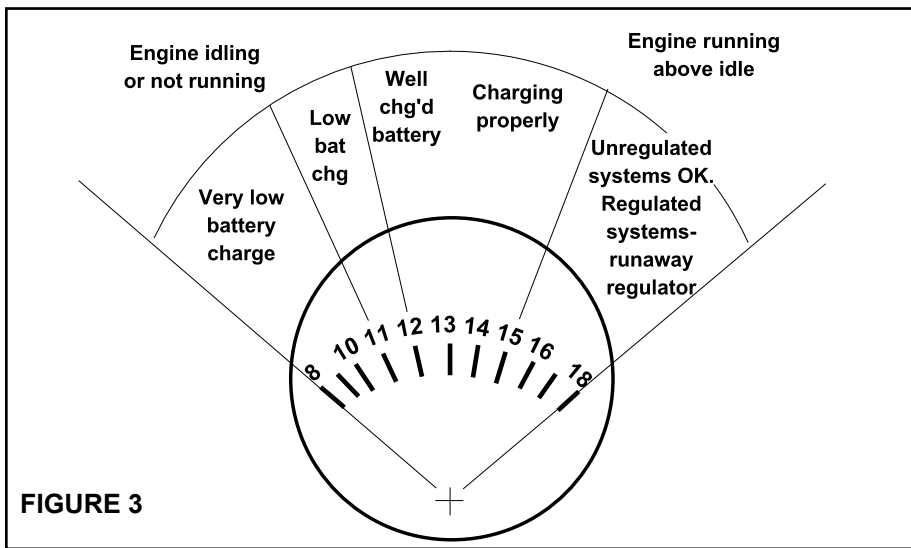 Engine idling
or not running
Engine running
above idle
Very low
battery
charge
Low
bat
chg
Well
chg'd
battery
Charging
properly
Unregulated
systems OK.
Regulated
systems-
runaway
regulator
8
10
11
12
13
14
15
16
18
FIGURE 3